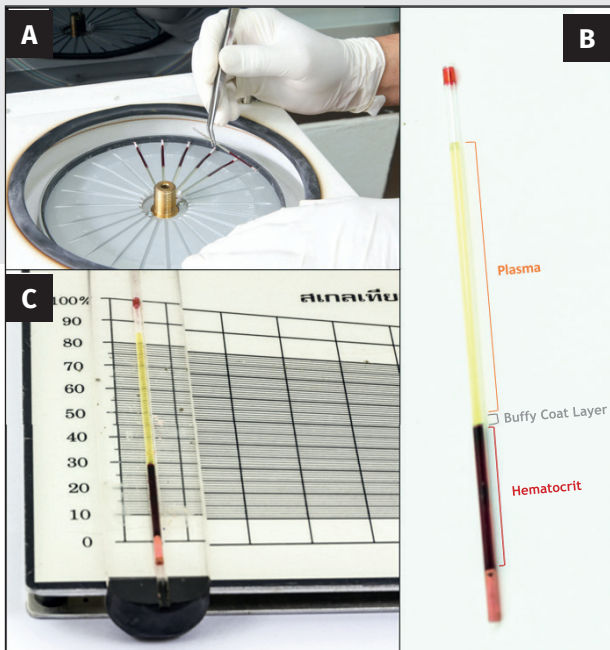 A
B
Plasma
Buffy Coat Layer
Hematocrit
C
สเกลเทีย
100%
90
80
70
60
50
40
30
20
10
0